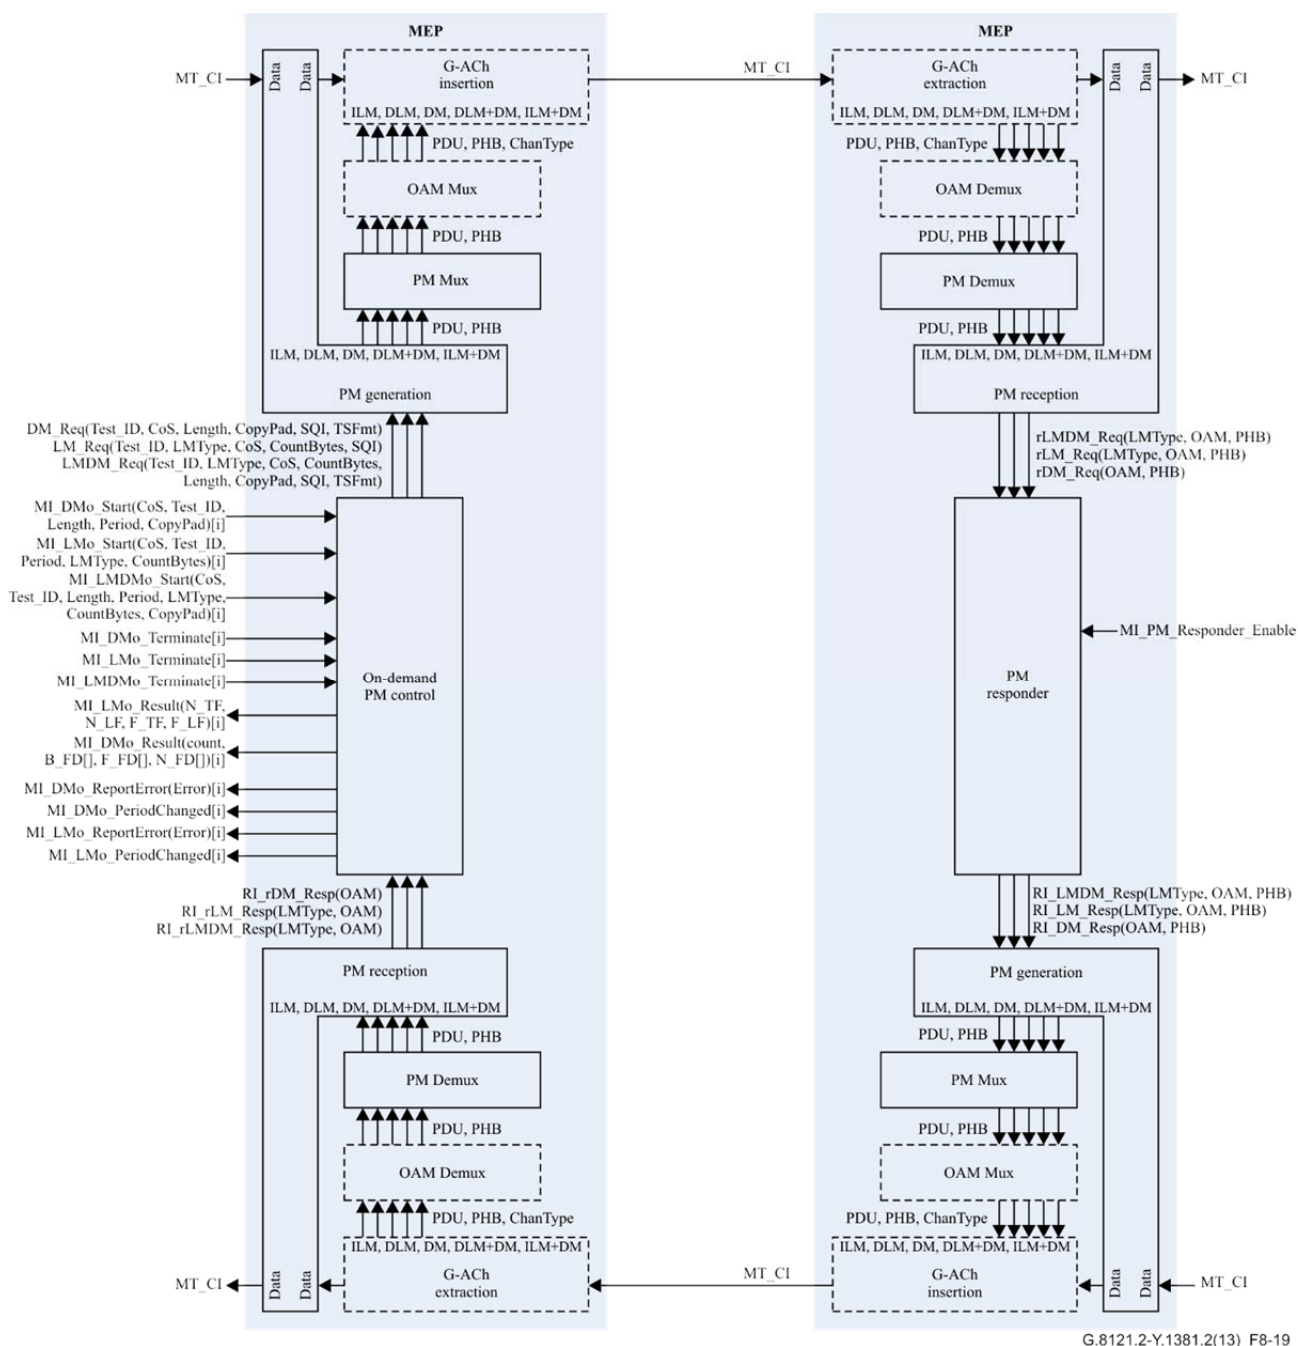 MEP
MEP
MT_CI
Data
Data
G-ACh
insertion
ILM, DLM, DM, DLM+DM, ILM+DM
MT_CI
G-ACh
extraction
ILM, DLM, DM, DLM+DM, ILM+DM
Data
Data
MT_CI
PDU, PHB, ChanType
PDU, PHB, ChanType
OAM Mux
OAM Demux
PDU, PHB
PDU, PHB
PM Mux
PM Demux
PDU, PHB
PDU, PHB
ILM, DLM, DM, DLM+DM, ILM+DM
PM generation
ILM, DLM, DM, DLM+DM, ILM+DM
PM reception
DM_Req(Test_ID, CoS, Length, CopyPad, SQI, TSFmt)
LM_Req(Test_ID, LMType, CoS, CountBytes, SQI)
LMDM_Req(Test_ID, LMType, CoS, CountBytes,
Length, CopyPad, SQI, TSFmt)
rLMDM_Req(LMType, OAM, PHB)
rLM_Req(LMType, OAM, PHB)
rDM_Req(OAM, PHB)
MI_DMo_Start(CoS, Test_ID,
Length, Period, CopyPad)[i]
MI_LMo_Start(CoS, Test_ID,
Period, LMType, CountBytes)[i]
MI_LMDMo_Start(CoS,
Test_ID, Length, Period, LMType,
CountBytes, CopyPad)[i]
MI_DMo_Terminate[i]
MI_LMo_Terminate[i]
MI_LMDMo_Terminate[i]
MI_LMo_Result(N_TF,
N_LF, F_TF, F_LF)[i]
MI_DMo_Result(count,
B_FD[], F_FD[], N_FD[])[i]
MI_DMo_ReportError(Error)[i]
MI_DMo_PeriodChanged[i]
MI_LMo_ReportError(Error)[i]
MI_LMo_PeriodChanged[i]
On-demand
PM control
PM
responder
MI_PM_Responder_Enable
RI_rDM_Resp(OAM)
RI_rLM_Resp(LMType, OAM)
RI_rLMDM_Resp(LMType, OAM)
RI_LMDM_Resp(LMType, OAM, PHB)
RI_LM_Resp(LMType, OAM, PHB)
RI_DM_Resp(OAM, PHB)
PM reception
ILM, DLM, DM, DLM+DM, ILM+DM
PM generation
ILM, DLM, DM, DLM+DM, ILM+DM
PDU, PHB
PDU, PHB
PM Demux
PM Mux
PDU, PHB
PDU, PHB
OAM Demux
OAM Mux
PDU, PHB, ChanType
PDU, PHB, ChanType
MT_CI
Data
Data
ILM, DLM, DM, DLM+DM, ILM+DM
G-ACh
extraction
MT_CI
ILM, DLM, DM, DLM+DM, ILM+DM
G-ACh
insertion
Data
Data
MT_CI
G.8121.2-Y.1381.2(13)_F8-19